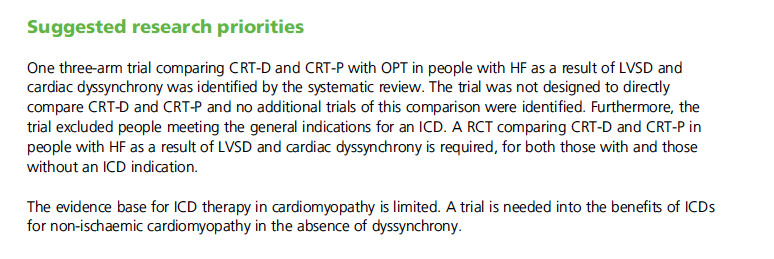 Suggested research priorities
One three-arm trial comparing CRT-D and CRT-P with OPT in people with HF as a result of LVSD and
cardiac dyssynchrony was identified by the systematic review. The trial was not designed to directly
compare CRT-D and CRT-P and no additional trials of this comparison were identified. Furthermore, the
trial excluded people meeting the general indications for an ICD. A RCT comparing CRT-D and CRT-P in
people with HF as a result of LVSD and cardiac dyssynchrony is required, for both those with and those
without an ICD indication.
The evidence base for ICD therapy in cardiomyopathy is limited. A trial is needed into the benefits of ICDs
for non-ischaemic cardiomyopathy in the absence of dyssynchrony.